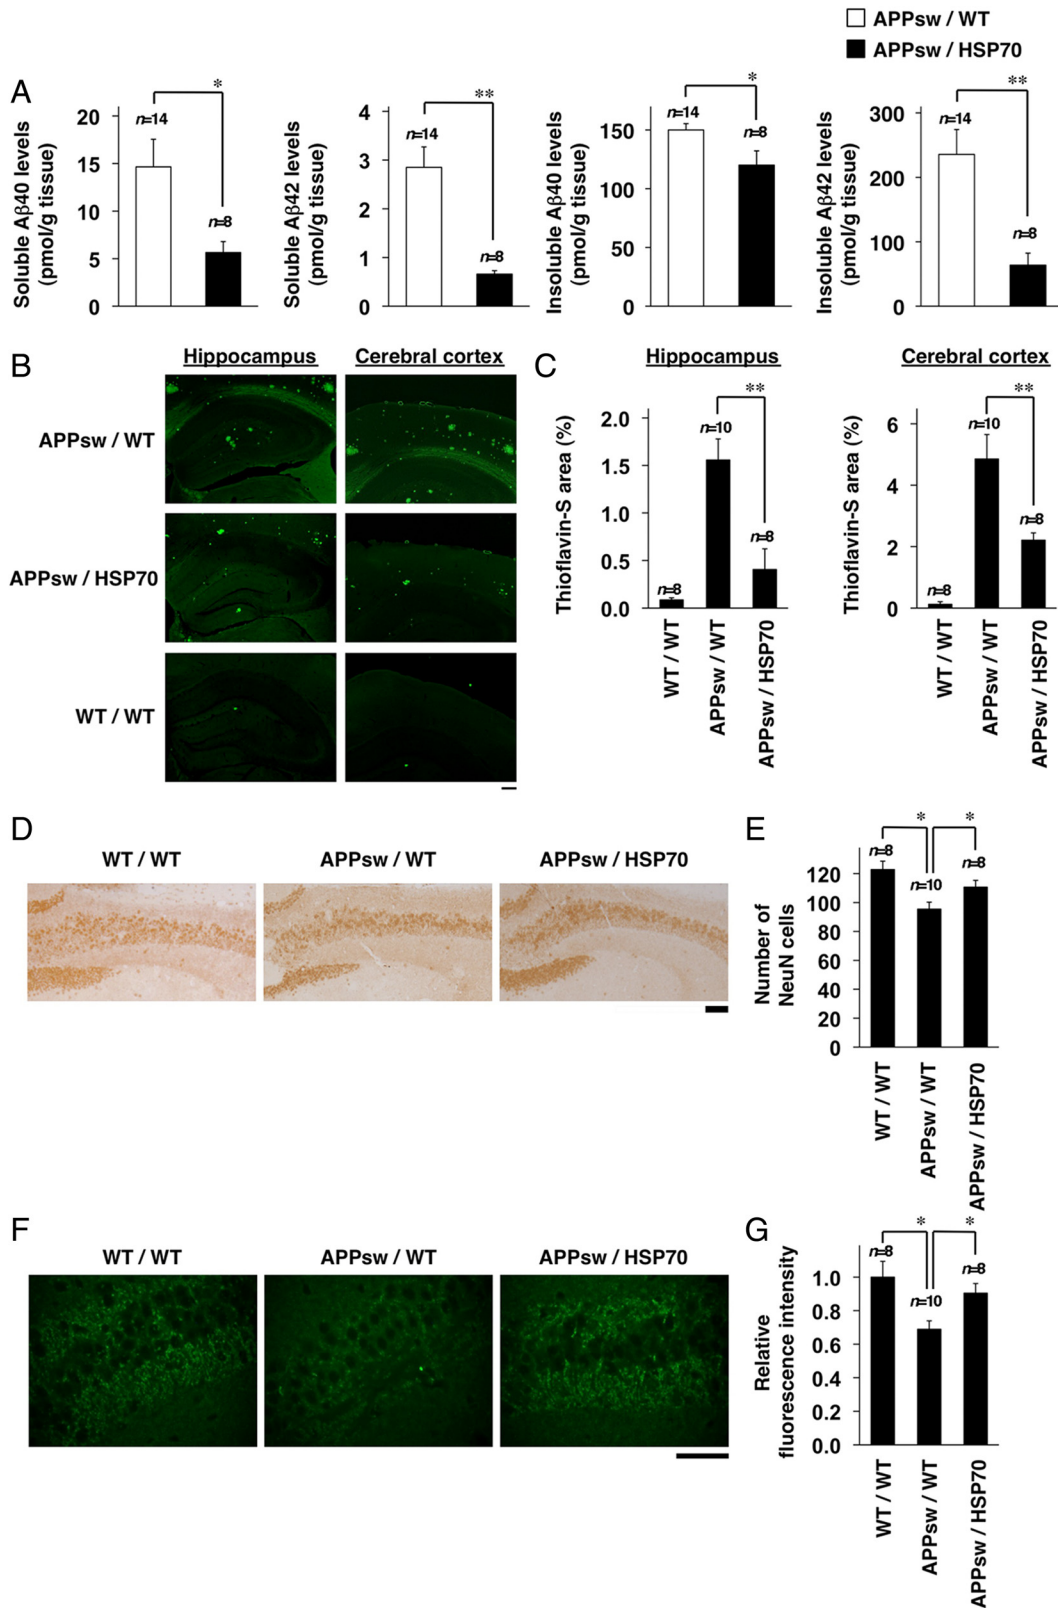 APPsw / WT
APPsw / HSP70
A
Soluble Aβ40 levels
(pmol/g tissue)
20
15
10
5
0
n=14
*
n=8
Soluble Aβ42 levels
(pmol/g tissue)
4
3
2
1
0
n=14
**
n=8
Insoluble Aβ40 levels
(pmol/g tissue)
150
100
50
0
n=14
*
n=8
Insoluble Aβ42 levels
(pmol/g tissue)
300
200
100
0
n=14
**
n=8
B
Hippocampus
Cerebral cortex
APPsw / WT
APPsw / HSP70
WT / WT
C
Hippocampus
Thioflavin-S area (%)
2.0
1.5
1.0
0.5
0.0
n=8
n=10
**
n=8
WT / WT
APPsw / WT
APPsw / HSP70
Cerebral cortex
Thioflavin-S area (%)
6
4
2
0
n=8
n=10
**
n=8
WT / WT
APPsw / WT
APPsw / HSP70
D
WT / WT
APPsw / WT
APPsw / HSP70
E
Number of
NeuN cells
120
100
80
60
40
20
0
n=8
*
n=10
*
n=8
WT / WT
APPsw / WT
APPsw / HSP70
F
WT / WT
APPsw / WT
APPsw / HSP70
G
Relative
fluorescence intensity
1.0
0.8
0.6
0.4
0.2
0.0
n=8
*
n=10
*
n=8
WT / WT
APPsw / WT
APPsw / HSP70